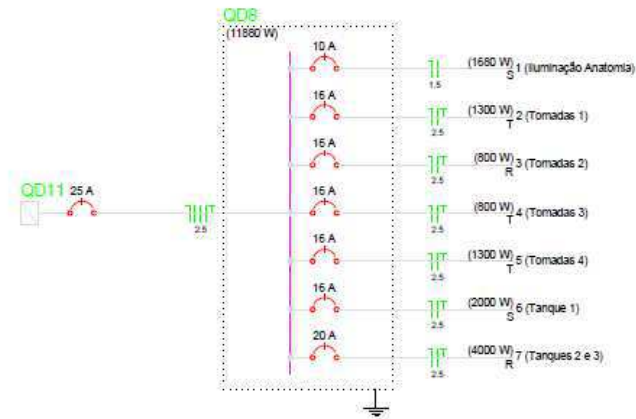 QD8
(11880 W)
10 A
(1680 W) 1 (Iluminação Anatomia)
S
1.5
16 A
(1300 W) 2 (Tomadas 1)
T
2.5
16 A
(800 W) 3 (Tomadas 2)
R
2.5
QD11 25 A
2.5
16 A
(800 W) 4 (Tomadas 3)
T
2.5
16 A
(1300 W) 5 (Tomadas 4)
T
2.5
16 A
(2000 W) 6 (Tanque 1)
S
2.5
20 A
(4000 W) 7 (Tanques 2 e 3)
R
2.5